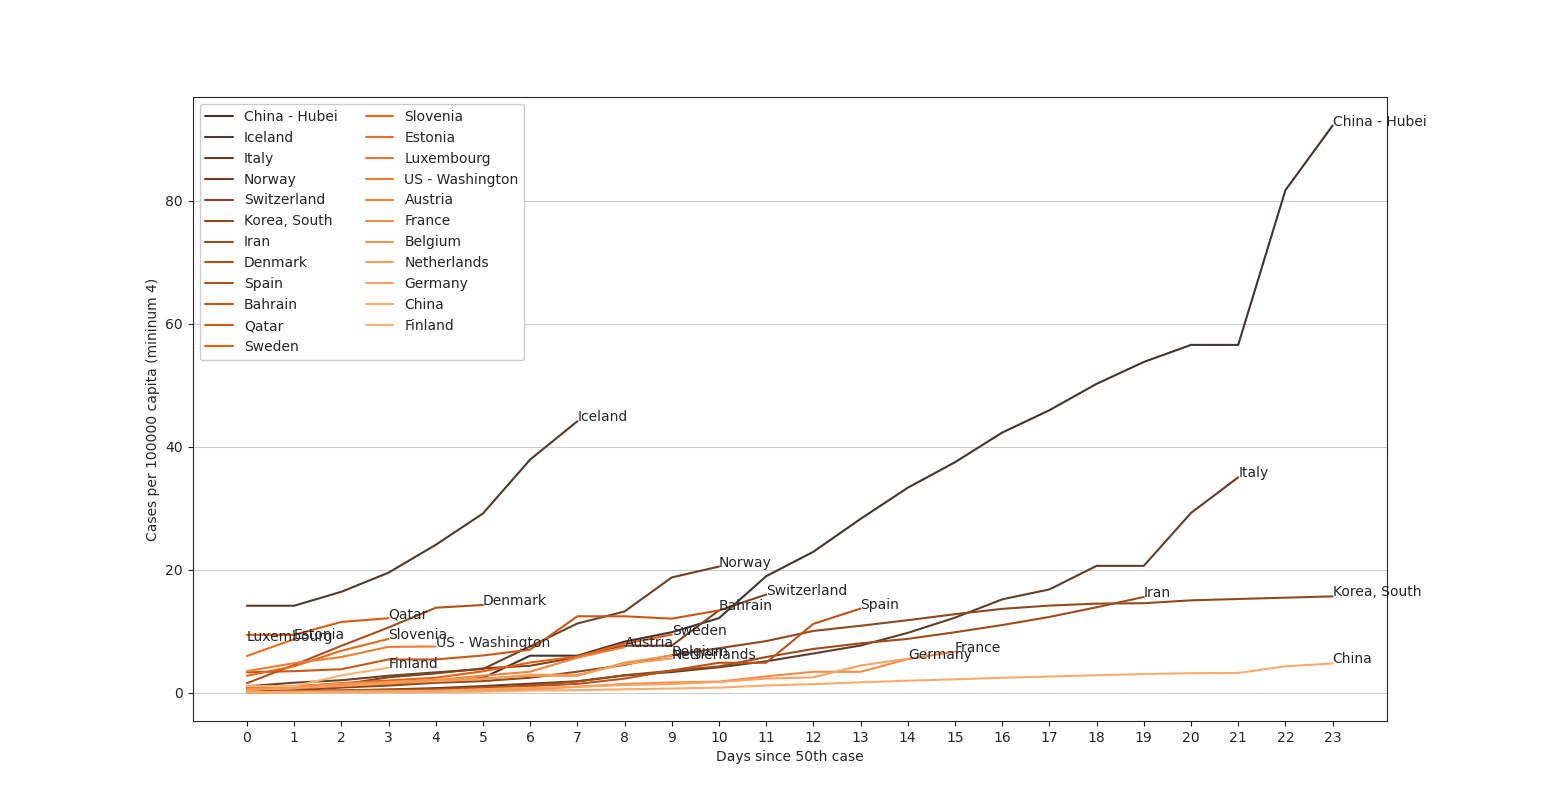 China - Hubei
Iceland
Italy
Norway
Switzerland
Korea, South
Iran
Denmark
Spain
Bahrain
Qatar
Sweden
Slovenia
Estonia
Luxembourg
US - Washington
Austria
France
Belgium
Netherlands
Germany
China
Finland
China - Hubei
Iceland
Italy
Norway
Switzerland
Korea, South
Iran
Denmark
Spain
Bahrain
Qatar
Sweden
Slovenia
Estonia
Luxembourg
US - Washington
Austria
France
Belgium
Netherlands
Germany
China
Finland
80
60
40
20
0
Cases per 100000 capita (mininum 4)
0 1 2 3 4 5 6 7 8 9 10 11 12 13 14 15 16 17 18 19 20 21 22 23
Days since 50th case